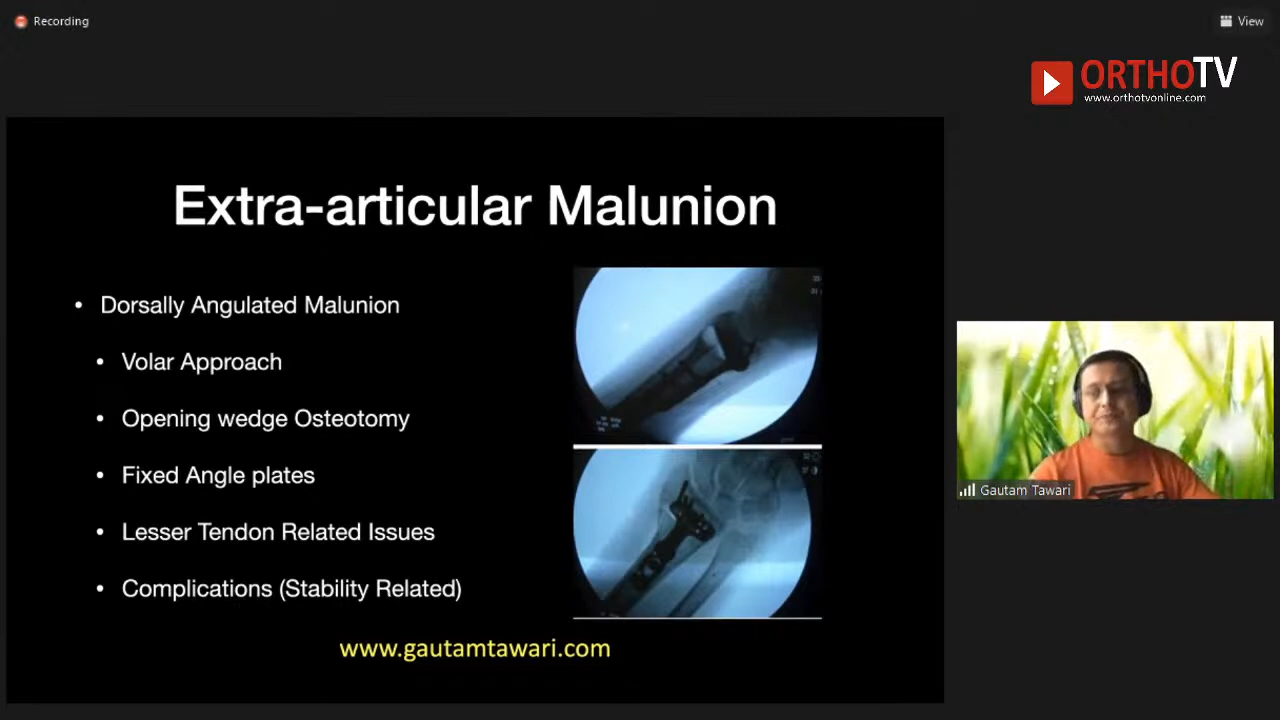 Recording
View
ORTHOTV
www.orthotvonline.com
Extra-articular Malunion
• Dorsally Angulated Malunion
• Volar Approach
• Opening wedge Osteotomy
• Fixed Angle plates
• Lesser Tendon Related Issues
• Complications (Stability Related)
www.gautamtawari.com
Gautam Tawari